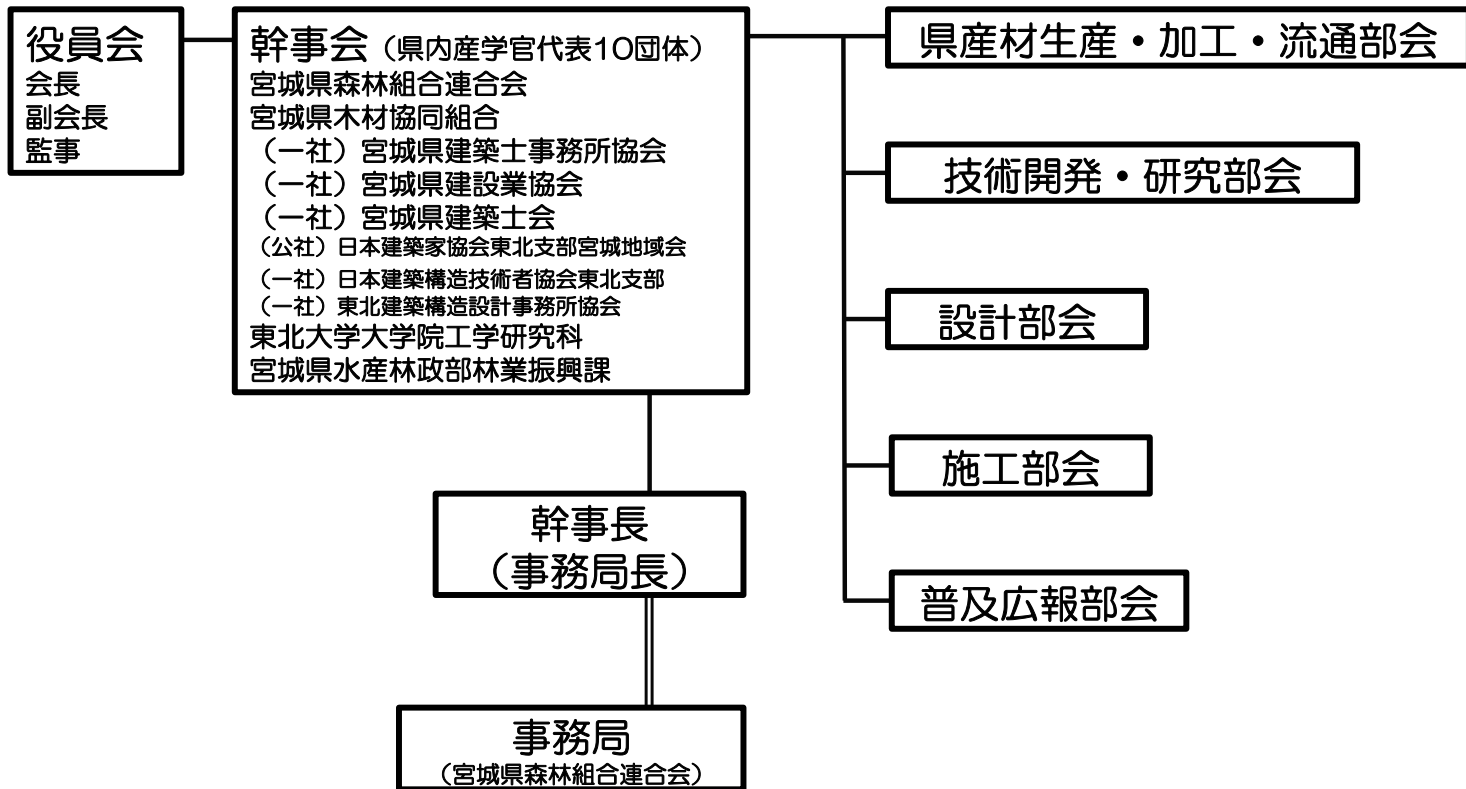 役員会
会長
副会長
監事
幹事会（県内産学官代表10団体）
宮城県森林組合連合会
宮城県木材協同組合
（一社）宮城県建築士事務所協会
（一社）宮城県建設業協会
（一社）宮城県建築士会
（公社）日本建築家協会東北支部宮城地域会
（一社）日本建築構造技術者協会東北支部
（一社）東北建築構造設計事務所協会
東北大学大学院工学研究科
宮城県水産林政部林業振興課
県産材生産・加工・流通部会
技術開発・研究部会
設計部会
施工部会
普及広報部会
幹事長
（事務局長）
事務局
（宮城県森林組合連合会）